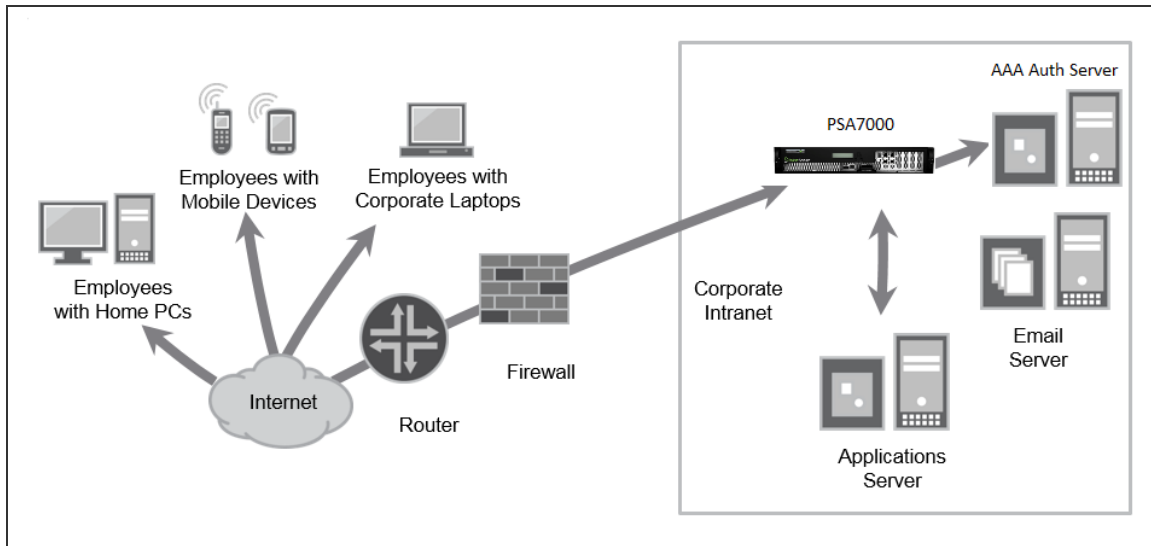 AAA Auth Server
PSA7000
Employees with
Mobile Devices
Employees with
Corporate Laptops
Employees
with Home PCs
Corporate
Intranet
Email
Server
Firewall
Internet
Router
Applications
Server